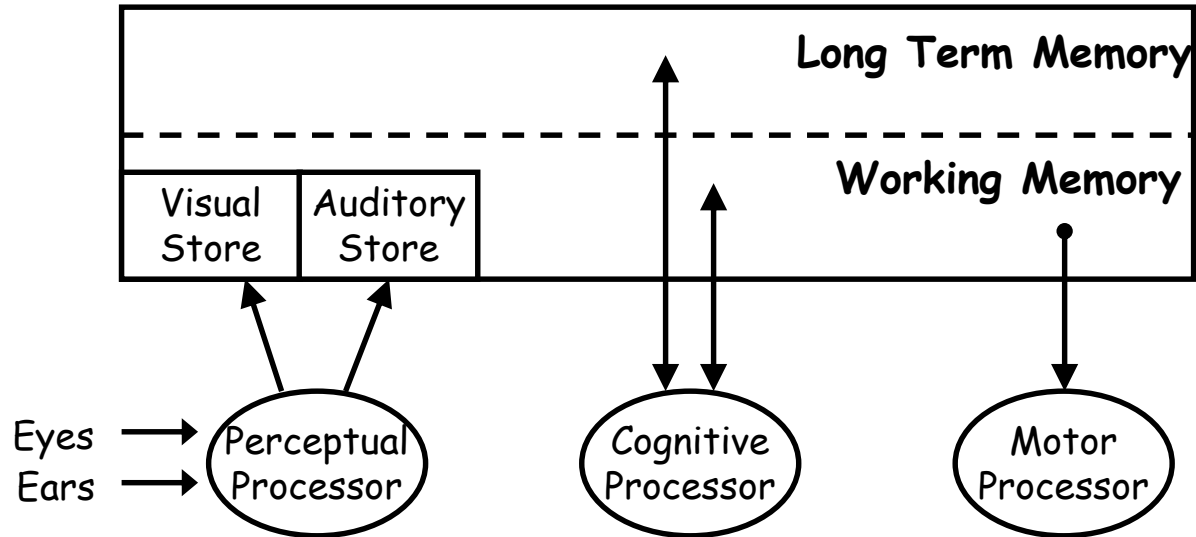 Long Term Memory
Working Memory
Visual
Store
Auditory
Store
Eyes
Ears
Perceptual
Processor
Cognitive
Processor
Motor
Processor